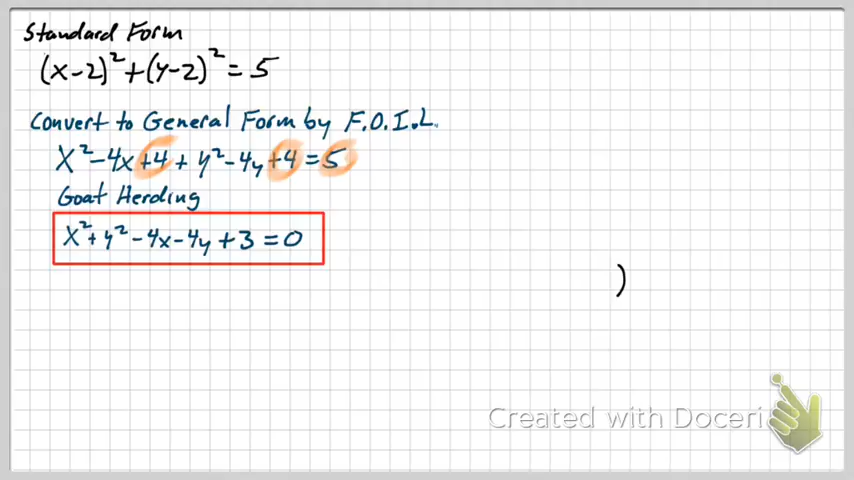 Standard Form
(x-2)²+(y-2)²= 5
Convert to General Form by F.O.I.L.
X²-4x+4+y²-4y+4=5
Goat Herding
X²+y²-4x-4y+3=0
)
Created with Doceri